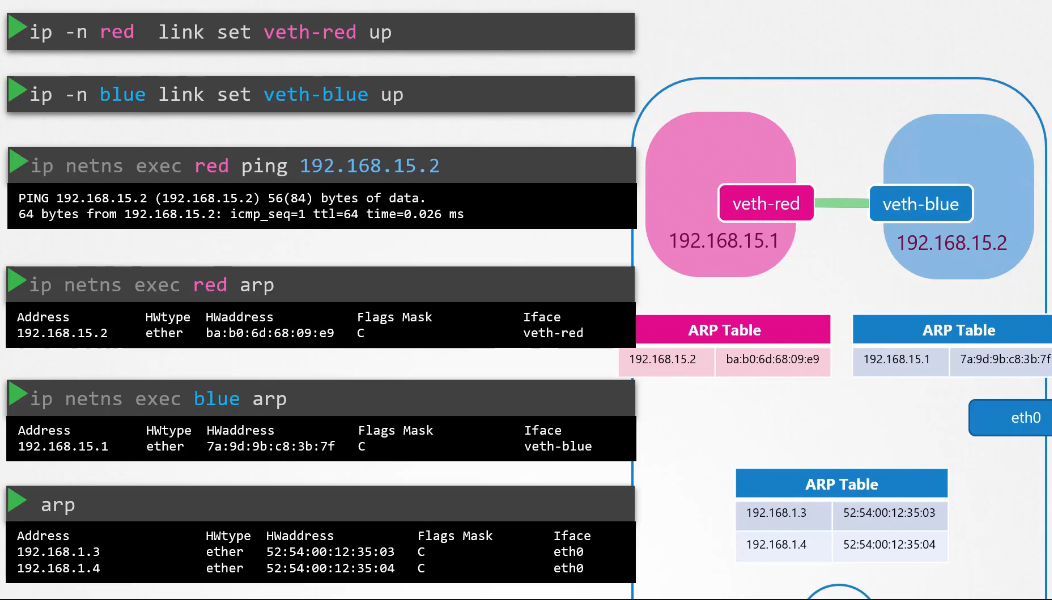 ip -n red link set veth-red up
ip -n blue link set veth-blue up
ip netns exec red ping 192.168.15.2
PING 192.168.15.2 (192.168.15.2) 56(84) bytes of data.
64 bytes from 192.168.15.2: icmp_seq=1 ttl=64 time=0.026 ms
ip netns exec red arp
Address HWtype HWaddress Flags Mask Iface
192.168.15.2 ether ba:b0:6d:68:09:e9 C veth-red
ip netns exec blue arp
Address HWtype HWaddress Flags Mask Iface
192.168.15.1 ether 7a:9d:9b:c8:3b:7f C veth-blue
arp
Address HWtype HWaddress Flags Mask Iface
192.168.1.3 ether 52:54:00:12:35:03 C eth0
192.168.1.4 ether 52:54:00:12:35:04 C eth0
veth-red
192.168.15.1
veth-blue
192.168.15.2
ARP Table
192.168.15.2 ba:b0:6d:68:09:e9
ARP Table
192.168.15.1 7a:9d:9b:c8:3b:7f
eth0
ARP Table
192.168.1.3 52:54:00:12:35:03
192.168.1.4 52:54:00:12:35:04